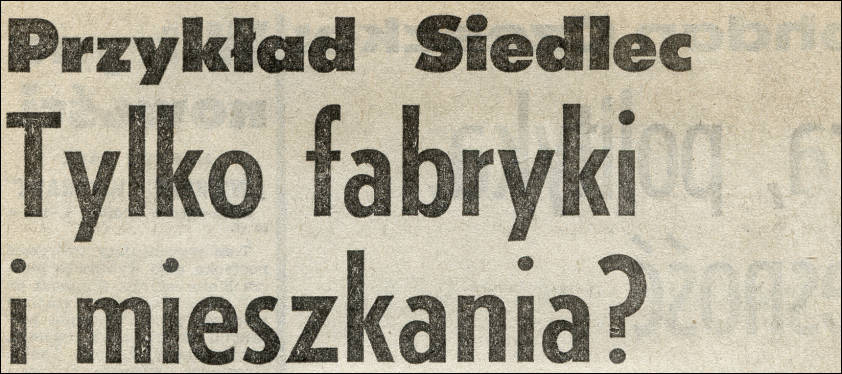 Przykład Siedlec
Tylko fabryki
i mieszkania?